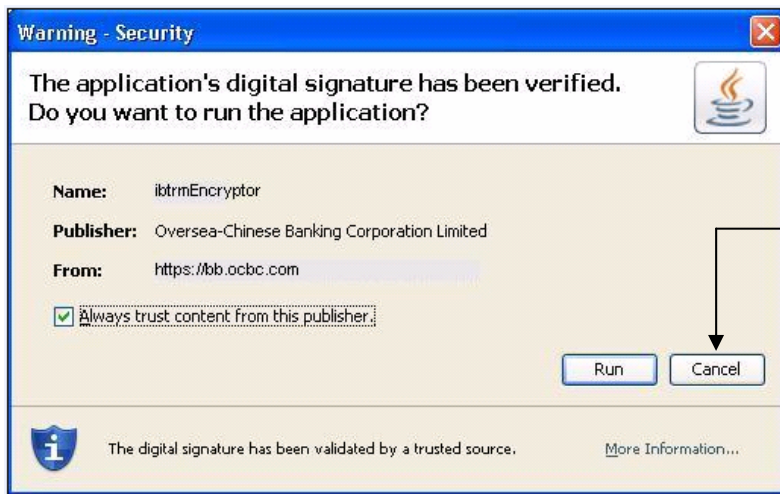 Warning - Security
The application's digital signature has been verified.
Do you want to run the application?
Name: ibtrmEncryptor
Publisher: Oversea-Chinese Banking Corporation Limited
From: https://bb.ocbc.com
Always trust content from this publisher.
Run Cancel
The digital signature has been validated by a trusted source. More Information...